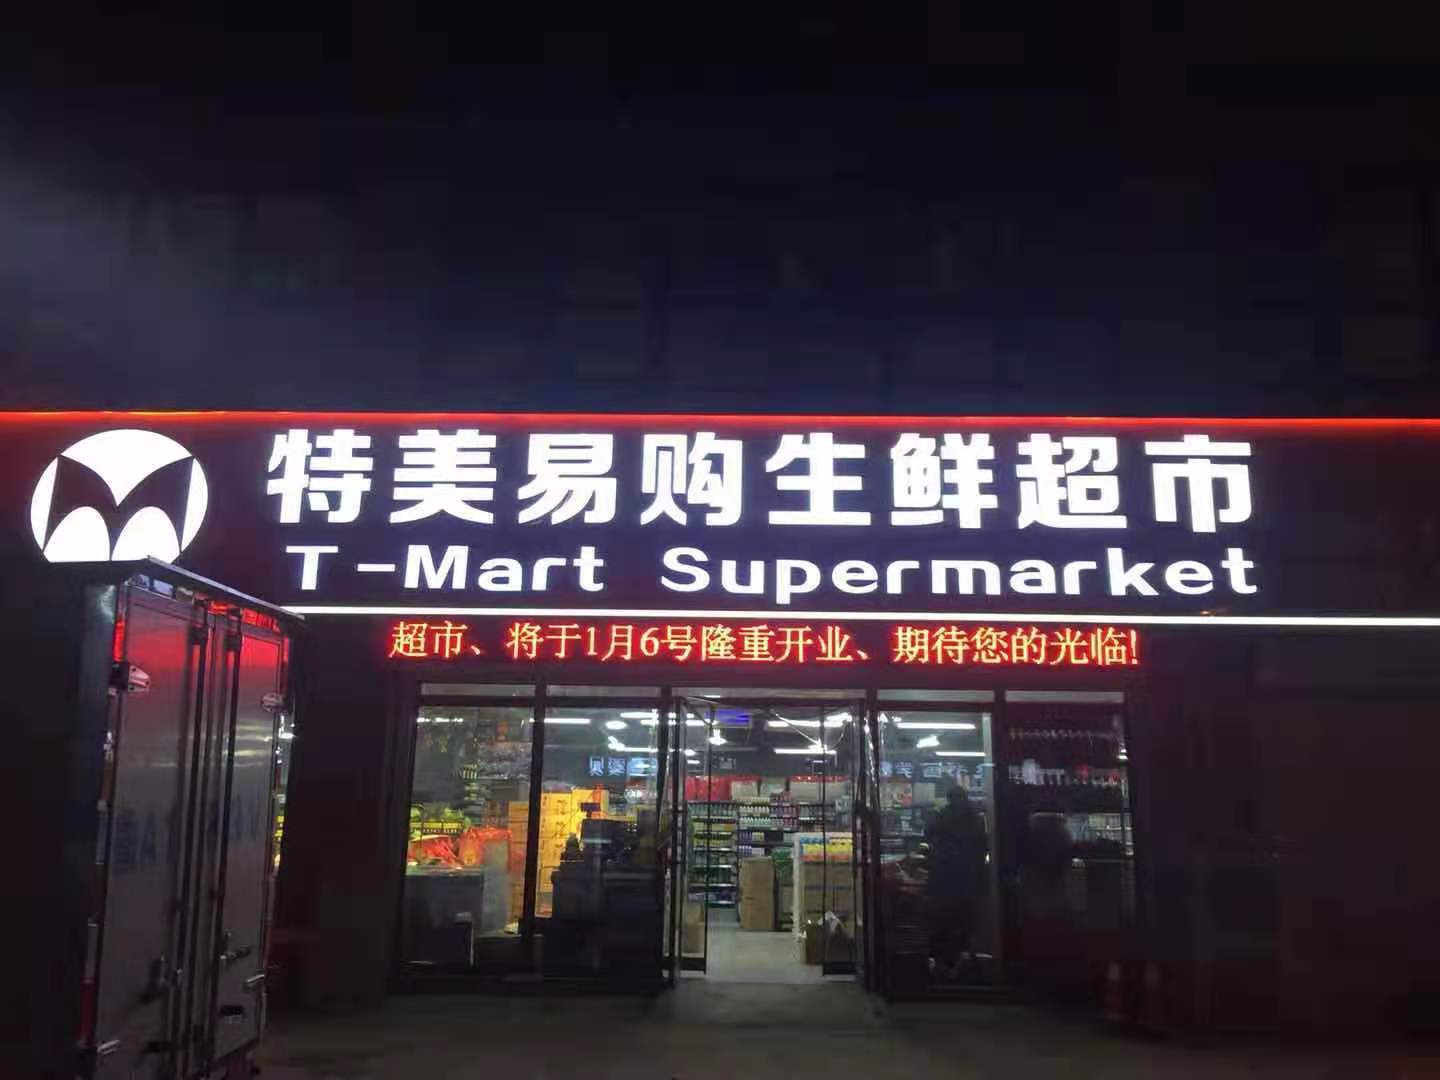 特美易购生鲜超市
T-Mart Supermarket
超市、将于1月6号隆重开业、期待您的光临!